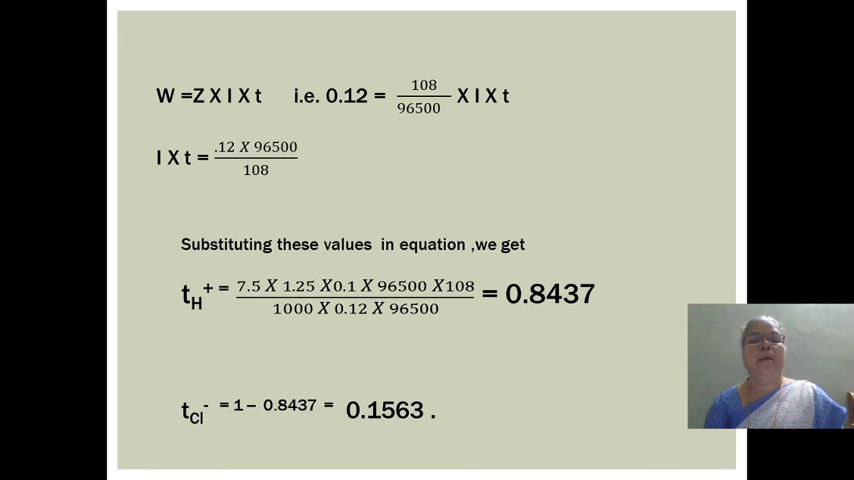 W =Z X I X t i.e. 0.12 = 108/96500 X I X t
I X t = .12 X 96500/108
Substituting these values in equation ,we get
tH+ = 7.5 X 1.25 X0.1 X 96500 X108/1000 X 0.12 X 96500 = 0.8437
tCl- = 1 – 0.8437 = 0.1563 .